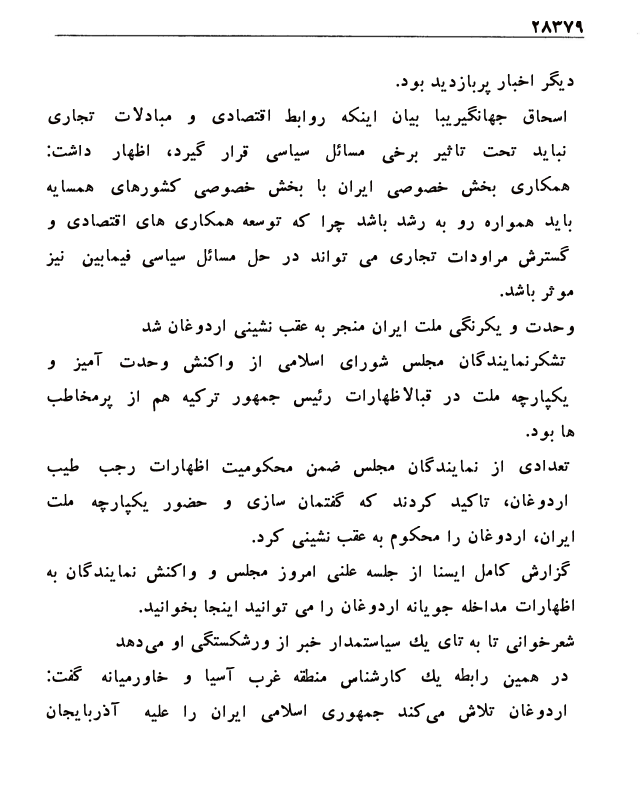 ۲۸۳۷۹
دیگر اخبار پربازدید بود.
اسحاق جهانگیریبا بیان اینکه روابط اقتصادی و مبادلات تجاری
نباید تحت تاثیر برخی مسائل سیاسی قرار گیرد، اظهار داشت:
همکاری بخش خصوصی ایران با بخش خصوصی کشورهای همسایه
باید همواره رو به رشد باشد چرا که توسعه همکاری های اقتصادی و
گسترش مراودات تجاری می تواند در حل مسائل سیاسی فیمابین نیز
موثر باشد.
وحدت و یکرنگی ملت ایران منجر به عقب نشینی اردوغان شد
تشکرنمایندگان مجلس شورای اسلامی از واکنش وحدت آمیز و
یکپارچه ملت در قبالاظهارات رئیس جمهور ترکیه هم از پرمخاطب
ها بود.
تعدادی از نمایندگان مجلس ضمن محکومیت اظهارات رجب طیب
اردوغان، تاکید کردند که گفتمان سازی و حضور یکپارچه ملت
ایران، اردوغان را محکوم به عقب نشینی کرد.
گزارش کامل ایسنا از جلسه علنی امروز مجلس و واکنش نمایندگان به
اظهارات مداخله جویانه اردوغان را می توانید اینجا بخوانید.
شعرخوانی تا به تای یك سیاستمدار خبر از ورشکستگی او می‌دهد
در همین رابطه یك کارشناس منطقه غرب آسیا و خاورمیانه گفت:
اردوغان تلاش می‌کند جمهوری اسلامی ایران را علیه آذربایجان